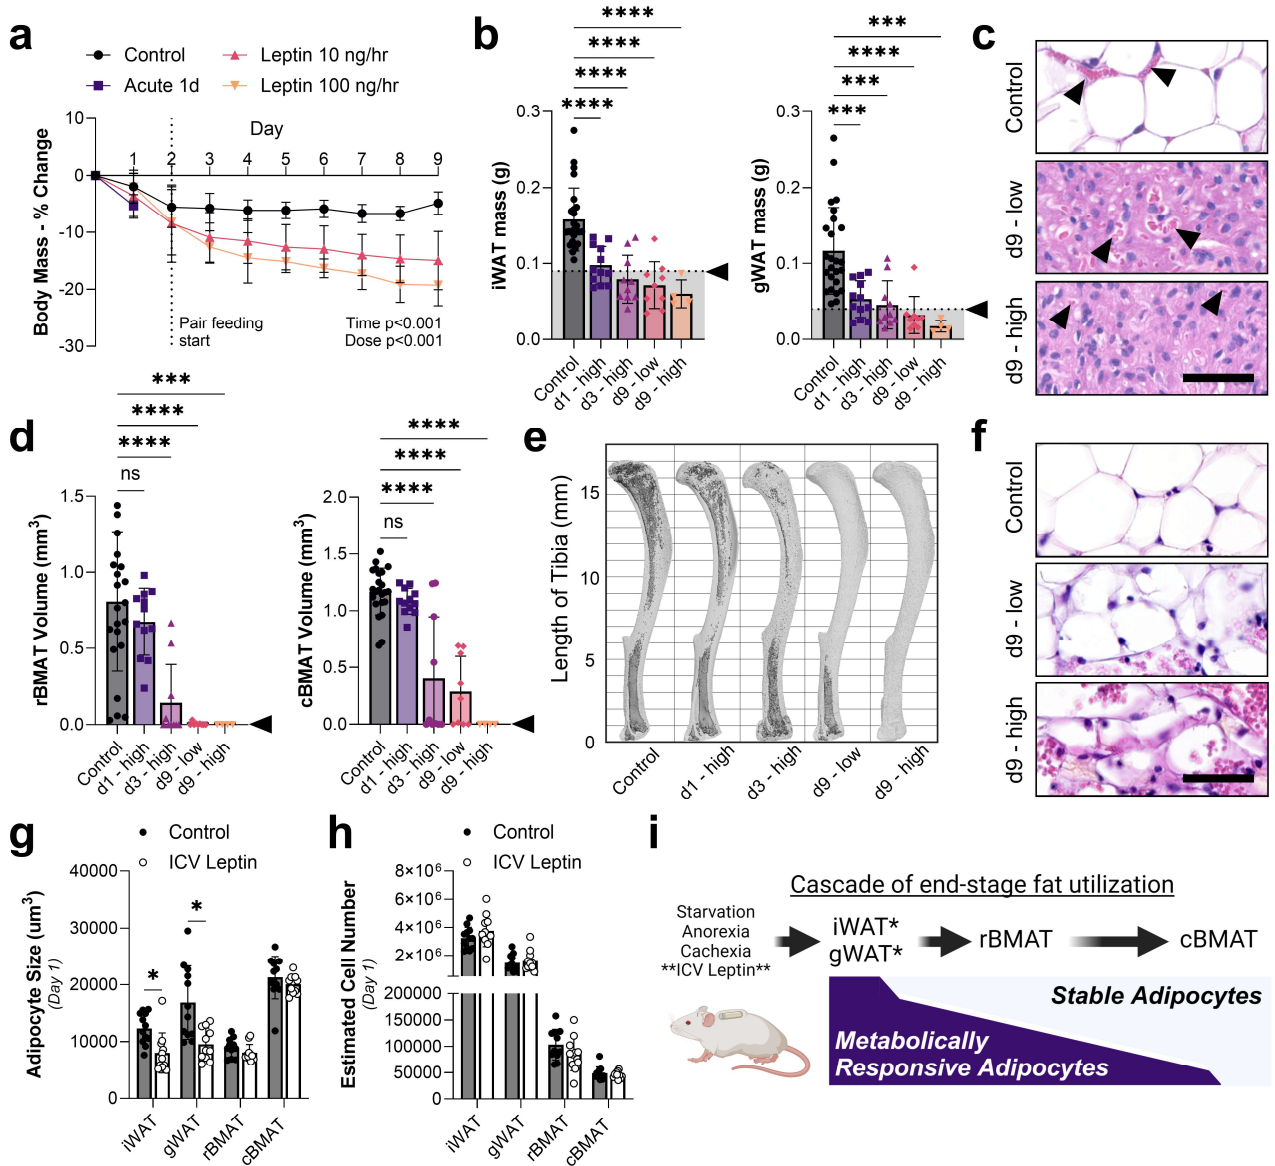 a
Control
Leptin 10 ng/hr
Acute 1d
Leptin 100 ng/hr
Body Mass - % Change
10
0
-10
-20
-30
Day
1 2 3 4 5 6 7 8 9
Pair feeding
start
Time p<0.001
Dose p<0.001
b
****
****
****
****
iWAT mass (g)
0.3
0.2
0.1
0.0
Control
d1 - high
d3 - high
d9 - low
d9 - high
***
****
***
***
gWAT mass (g)
0.3
0.2
0.1
0.0
Control
d1 - high
d3 - high
d9 - low
d9 - high
c
Control
d9 - low
d9 - high
d
***
****
****
ns
rBMAT Volume (mm3)
1.5
1.0
0.5
0.0
Control
d1 - high
d3 - high
d9 - low
d9 - high
****
****
****
ns
cBMAT Volume (mm3)
2.0
1.5
1.0
0.5
0.0
Control
d1 - high
d3 - high
d9 - low
d9 - high
e
Length of Tibia (mm)
15
10
5
0
Control
d1 - high
d3 - high
d9 - low
d9 - high
f
Control
d9 - low
d9 - high
g
Control
ICV Leptin
Adipocyte Size (um3)
(Day 1)
40000
30000
20000
10000
0
*
*
iWAT
gWAT
rBMAT
cBMAT
h
Control
ICV Leptin
Estimated Cell Number
(Day 1)
8×10⁶
6×10⁶
4×10⁶
2×10⁶
200000
150000
100000
50000
0
iWAT
gWAT
rBMAT
cBMAT
i
Cascade of end-stage fat utilization
Starvation
Anorexia
Cachexia
**ICV Leptin**
iWAT*
gWAT*
rBMAT
cBMAT
Stable Adipocytes
Metabolically
Responsive Adipocytes